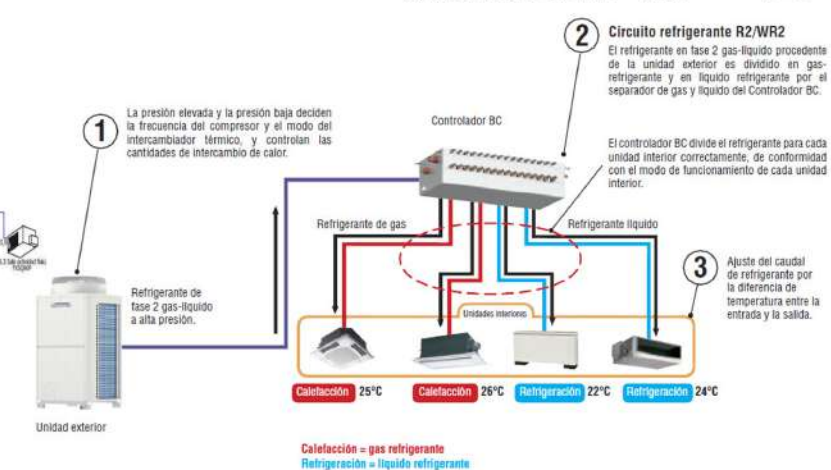 2
Circuito refrigerante R2/WR2
El refrigerante en fase 2 gas-líquido procedente
de la unidad exterior es dividido en gas-
refrigerante y en líquido refrigerante por el
separador de gas y líquido del Controlador BC.
1
La presión elevada y la presión baja deciden
la frecuencia del compresor y el modo del
intercambiador térmico, y controlan las
cantidades de intercambio de calor.
Controlador BC
El controlador BC divide el refrigerante para cada
unidad interior correctamente, de conformidad
con el modo de funcionamiento de cada unidad
interior.
Refrigerante de gas
Refrigerante líquido
3
Ajuste del caudal
de refrigerante por
la diferencia de
temperatura entre la
entrada y la salida.
Refrigerante de
fase 2 gas-líquido
a alta presión.
Unidades interiores
Calefacción 25°C
Calefacción 26°C
Refrigeración 22°C
Refrigeración 24°C
Unidad exterior
Calefacción = gas refrigerante
Refrigeración = líquido refrigerante